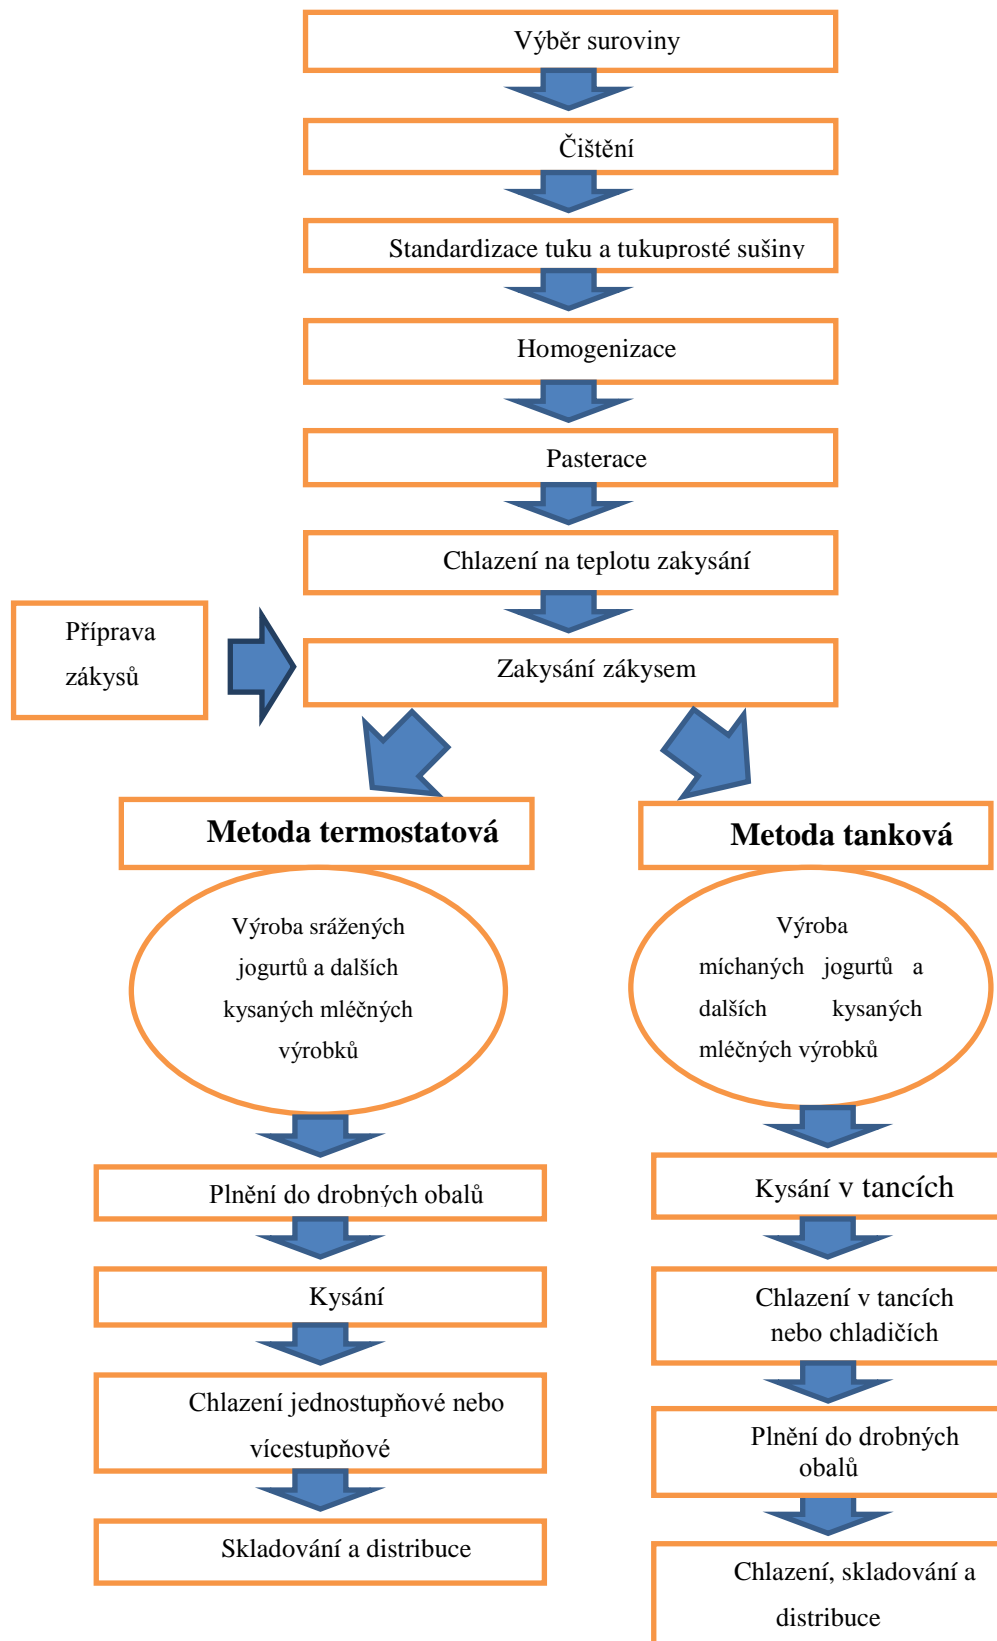 Výběr suroviny
Čištění
Standardizace tuku a tukuprosté sušiny
Homogenizace
Pasterace
Chlazení na teplotu zakysání
Příprava
zákysů
Zakysání zákysem
Metoda termostatová
Výroba srážených
jogurtů a dalších
kysaných mléčných
výrobků
Plnění do drobných obalů
Kysání
Chlazení jednostupňové nebo
vícestupňové
Skladování a distribuce
Metoda tanková
Výroba
míchaných jogurtů a
dalších kysaných
mléčných výrobků
Kysání v tancích
Chlazení v tancích
nebo chladičích
Plnění do drobných
obalů
Chlazení, skladování a
distribuce